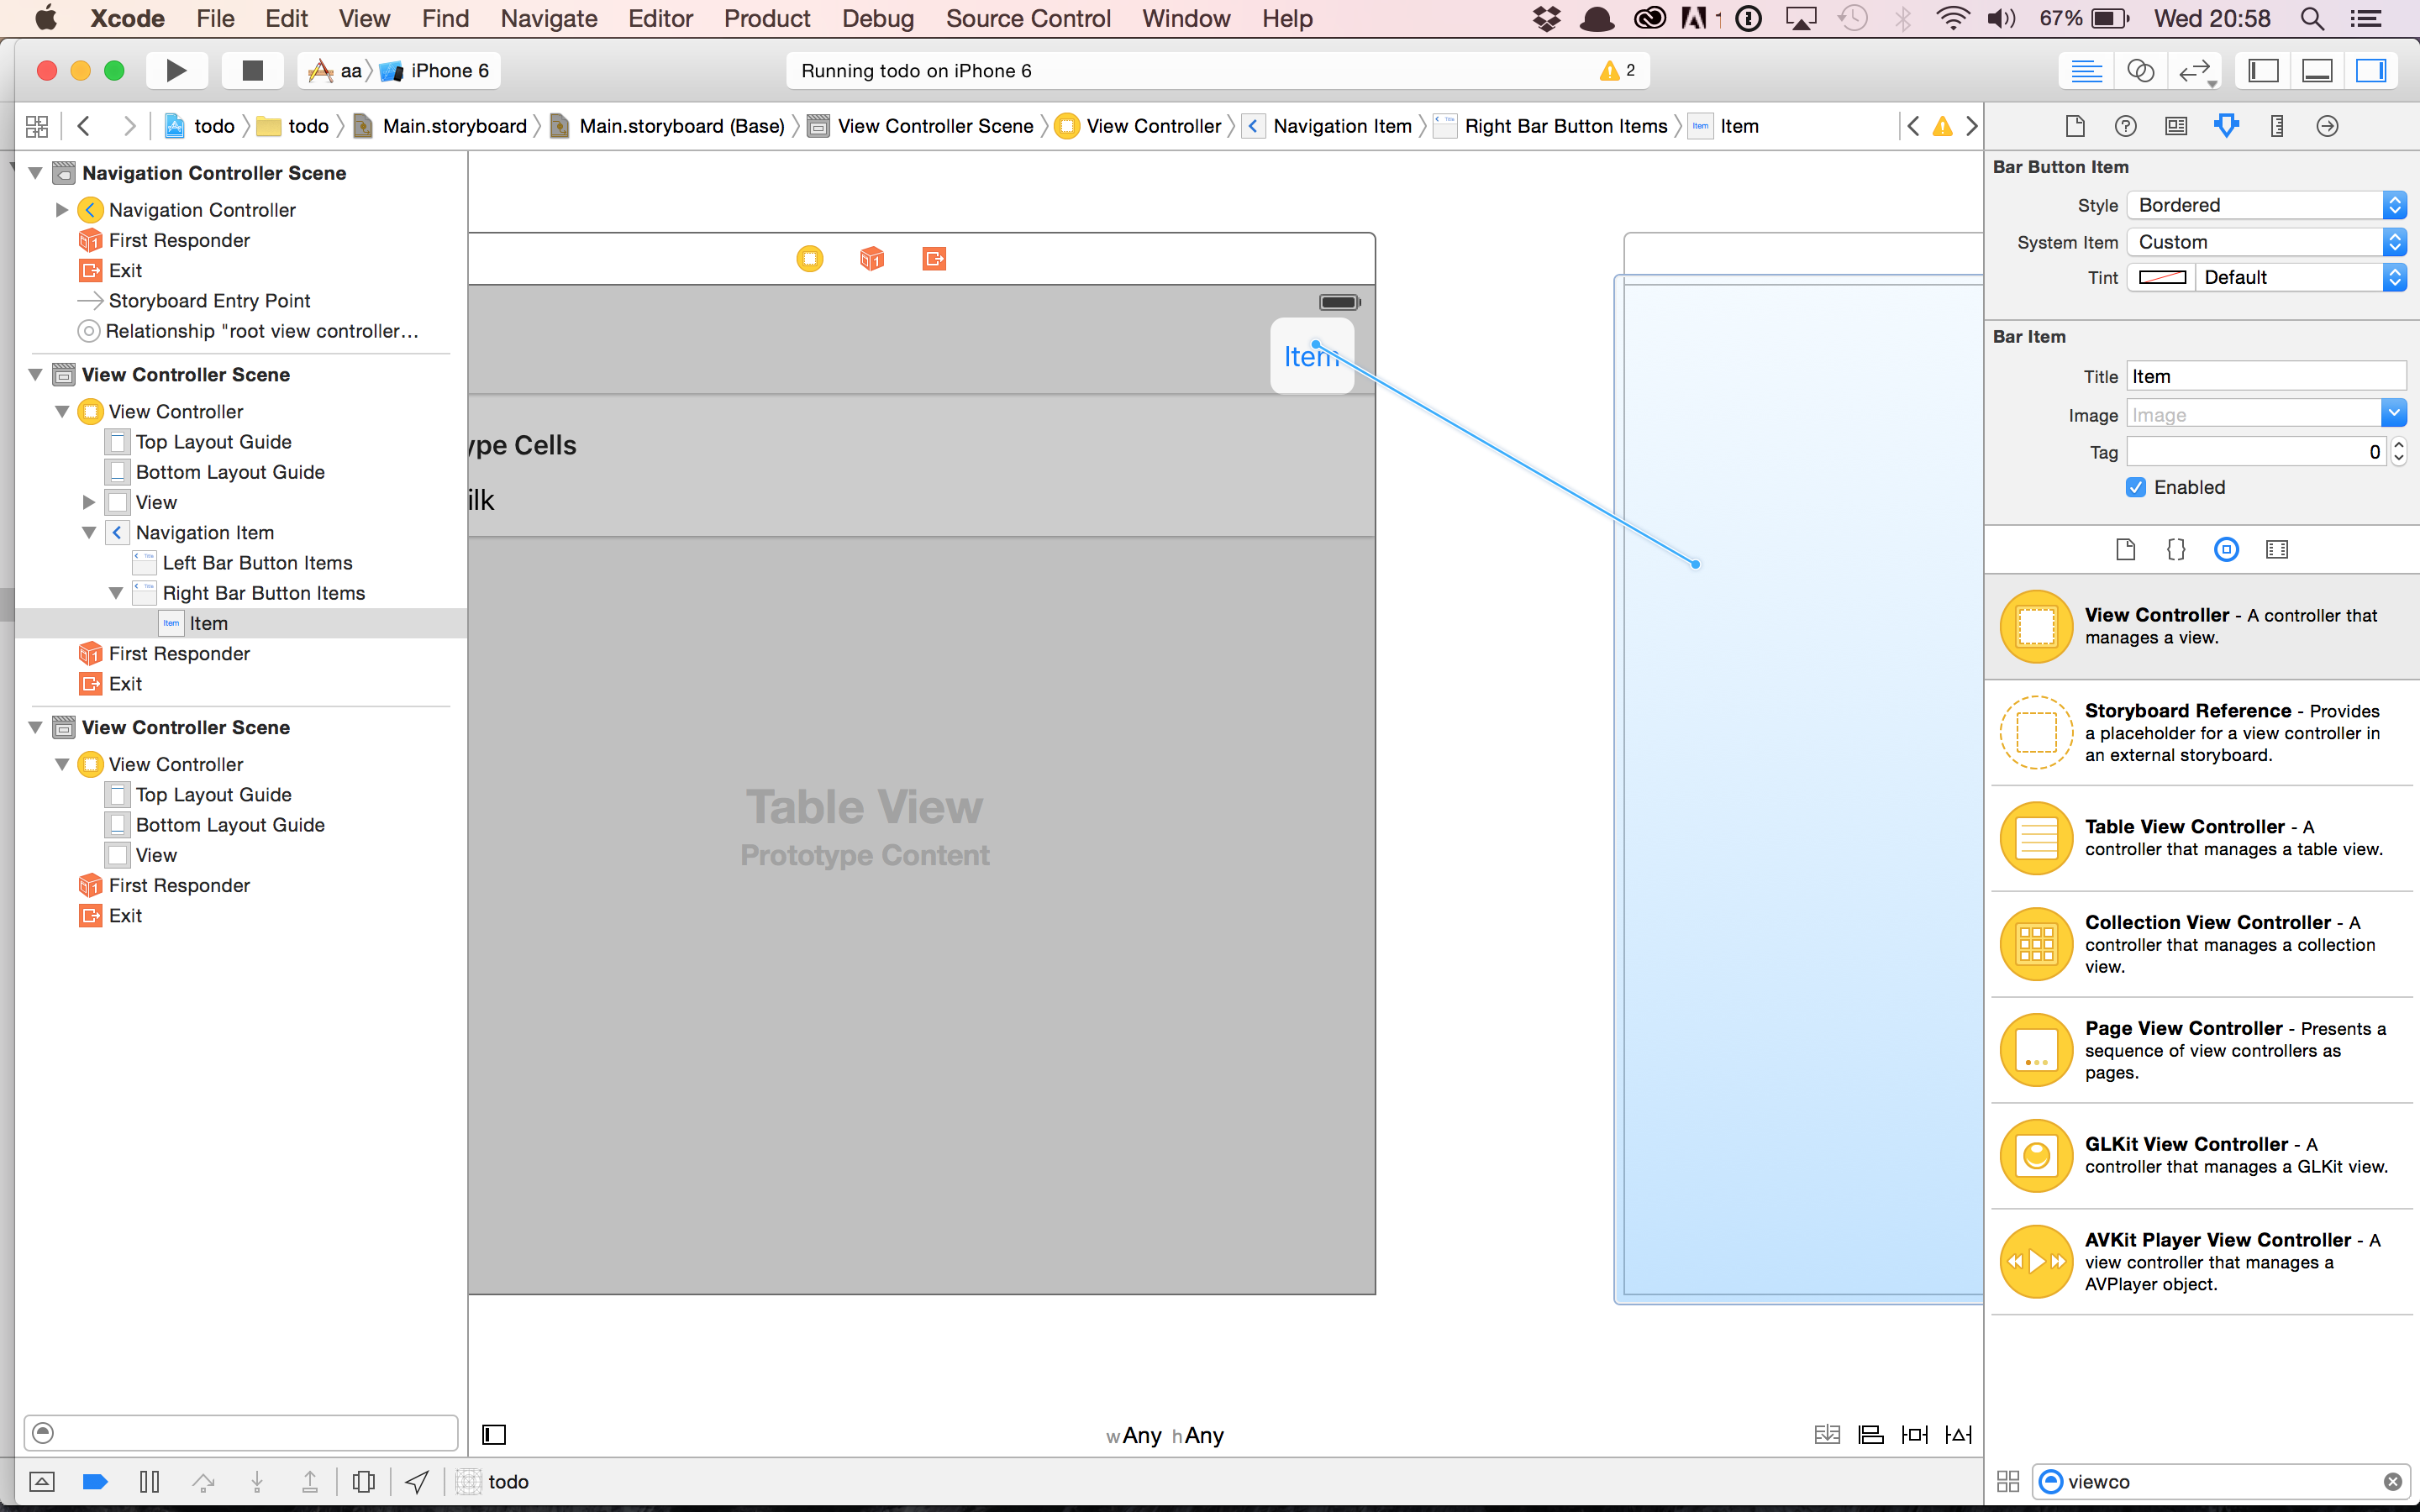 Xcode File Edit View Find Navigate Editor Product Debug Source Control Window Help 1 67% Wed 20:58
aa iPhone 6 Running todo on iPhone 6 2
todo todo Main.storyboard Main.storyboard (Base) View Controller Scene View Controller Navigation Item Right Bar Button Items Item Item
Navigation Controller Scene
Navigation Controller
First Responder
Exit
Storyboard Entry Point
Relationship "root view controller...
View Controller Scene
View Controller
Top Layout Guide
Bottom Layout Guide
View
Navigation Item
Left Bar Button Items
Right Bar Button Items
Item Item
First Responder
Exit
View Controller Scene
View Controller
Top Layout Guide
Bottom Layout Guide
View
First Responder
Exit
Item
ype Cells
ilk
Table View
Prototype Content
wAny hAny
todo
Bar Button Item
Style Bordered
System Item Custom
Tint Default
Bar Item
Title Item
Image Image
Tag 0
Enabled
{}
View Controller - A controller that
manages a view.
Storyboard Reference - Provides
a placeholder for a view controller in
an external storyboard.
Table View Controller - A
controller that manages a table view.
Collection View Controller - A
controller that manages a collection
view.
Page View Controller - Presents a
sequence of view controllers as
pages.
GLKit View Controller - A
controller that manages a GLKit view.
AVKit Player View Controller - A
view controller that manages a
AVPlayer object.
viewco